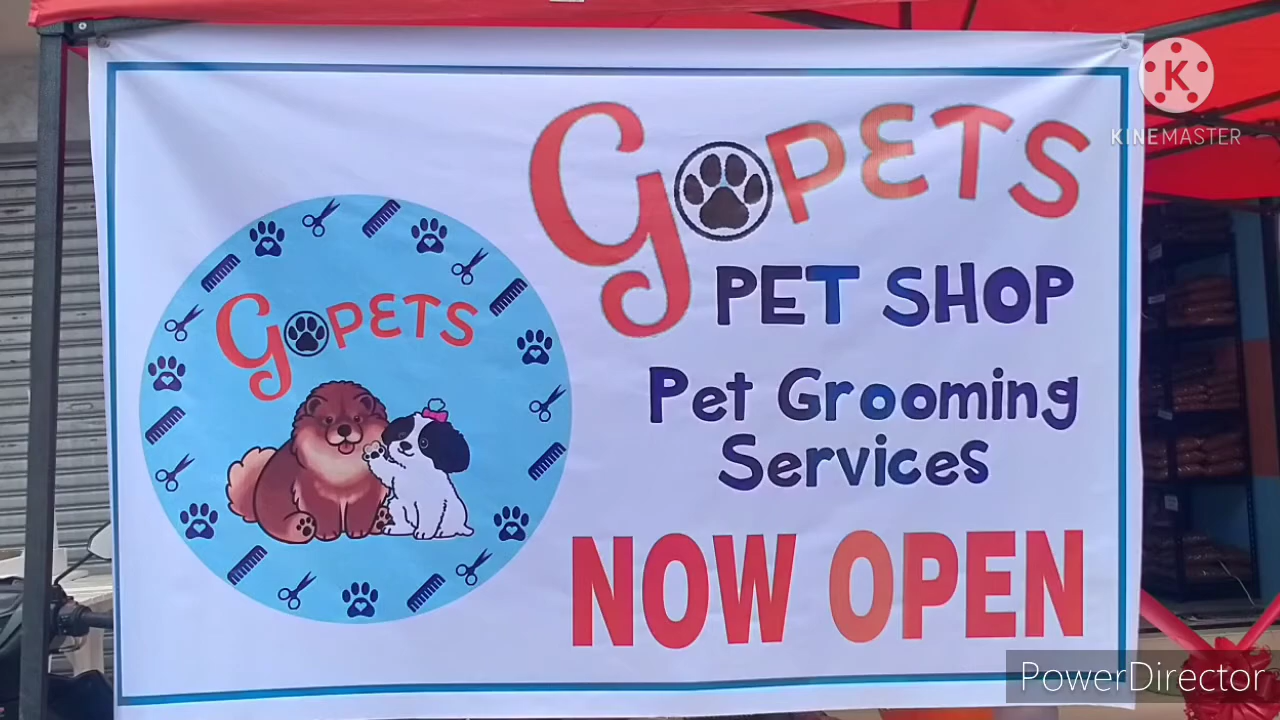 GOPETS
PET SHOP
Pet Grooming
Services
NOW OPEN
GOPETS
K
KINEMASTER
PowerDirector